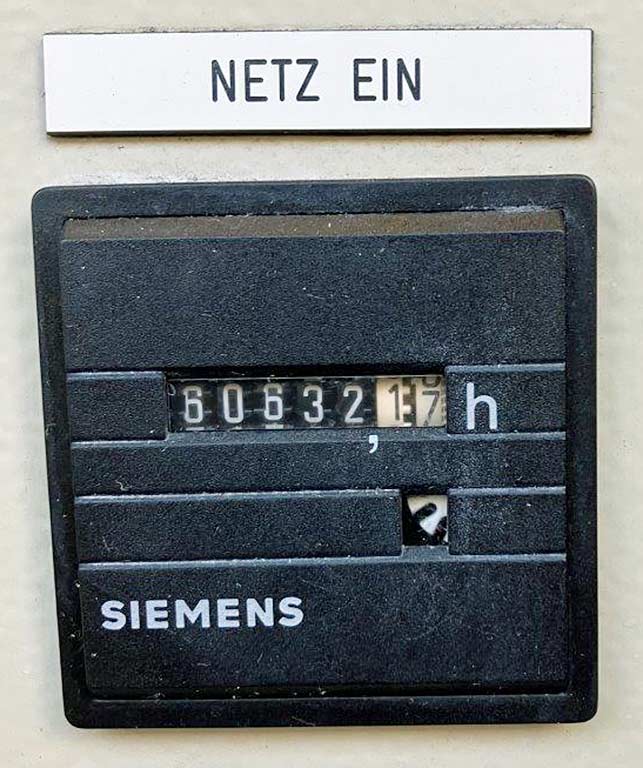 NETZ EIN
60632,17 h
SIEMENS